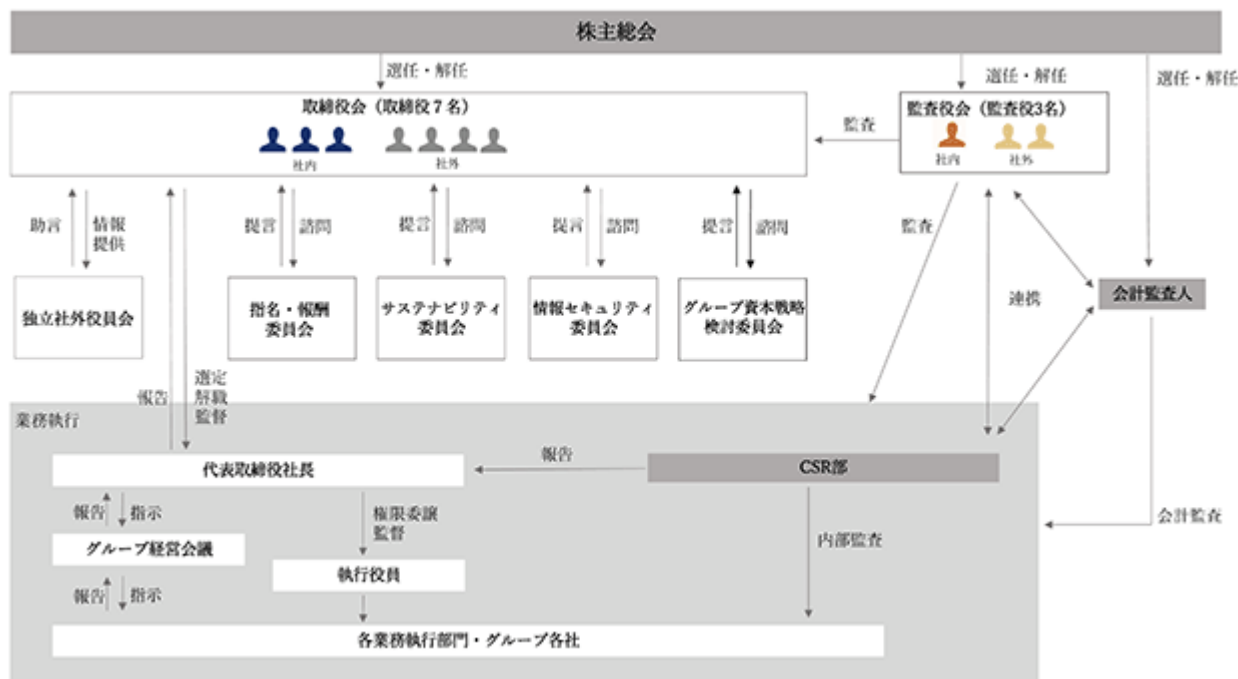 株主総会
選任・解任
選任・解任
選任・解任
取締役会（取締役７名）
社内
社外
監査
監査役会（監査役3名）
社内
社外
助言
情報
提供
提言
諮問
提言
諮問
提言
諮問
提言
諮問
監査
連携
独立社外役員会
指名・報酬
委員会
サステナビリティ
委員会
情報セキュリティ
委員会
グループ資本戦略
検討委員会
会計監査人
報告
選定
解職
監督
業務執行
代表取締役社長
報告
CSR部
報告
指示
権限委譲
監督
内部監査
会計監査
グループ経営会議
執行役員
報告
指示
各業務執行部門・グループ各社